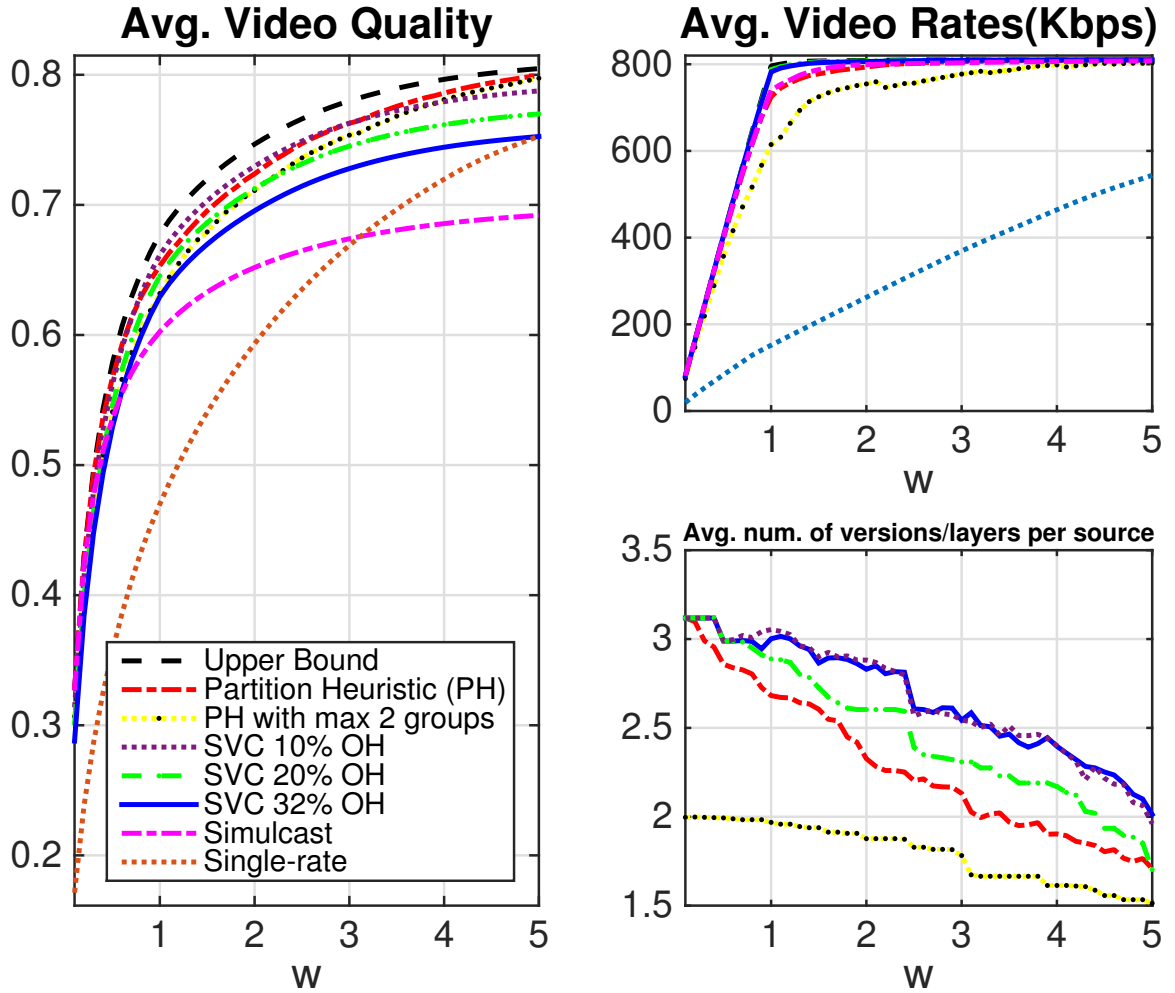 Avg. Video Quality
0.8
0.7
0.6
0.5
0.4
0.3
0.2
1 2 3 4 5
w
Upper Bound
Partition Heuristic (PH)
PH with max 2 groups
SVC 10% OH
SVC 20% OH
SVC 32% OH
Simulcast
Single-rate
Avg. Video Rates(Kbps)
800
600
400
200
0
1 2 3 4 5
w
Avg. num. of versions/layers per source
3.5
3
2.5
2
1.5
1 2 3 4 5
w